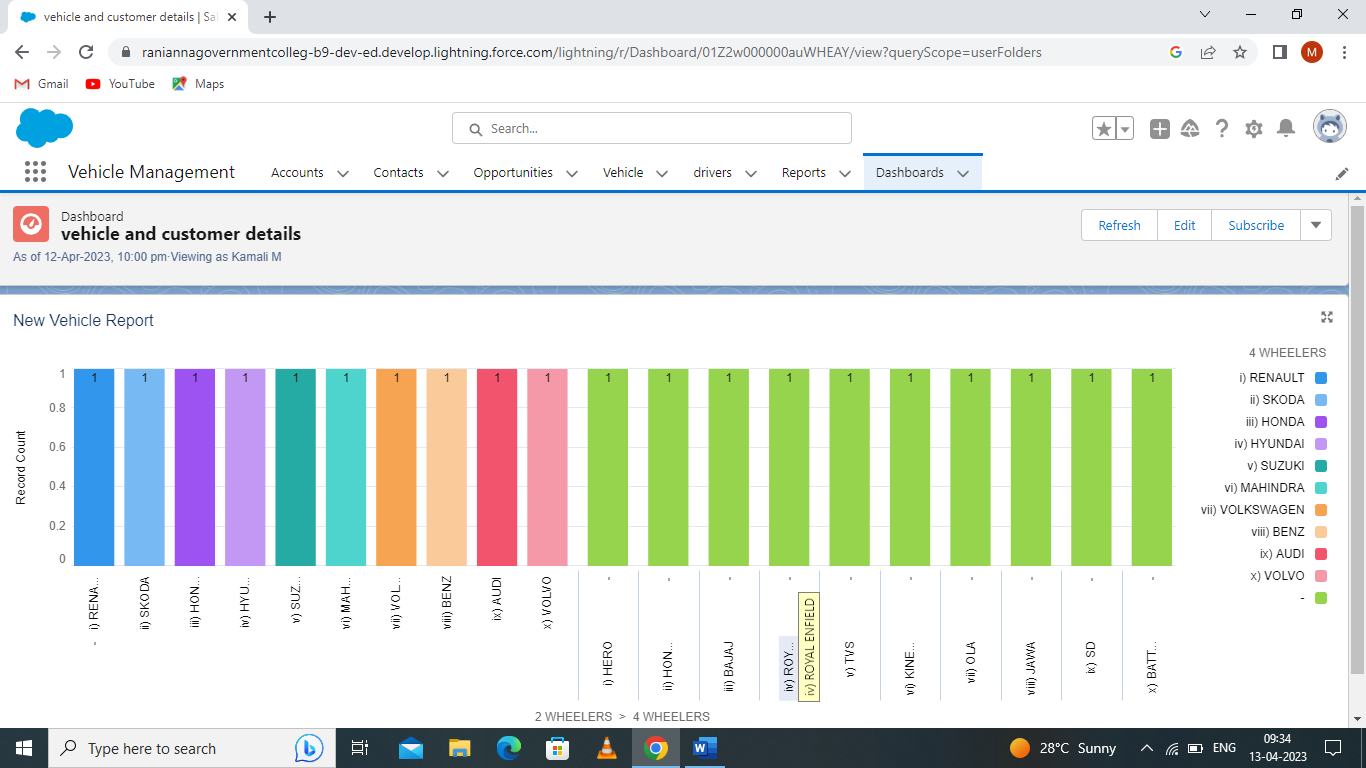 vehicle and customer details | Sal
raniannagovernmentcolleg-b9-dev-ed.develop.lightning.force.com/lightning/r/Dashboard/01Z2w000000auWHEAY/view?queryScope=userFolders
M
Gmail YouTube Maps
Search...
Vehicle Management Accounts Contacts Opportunities Vehicle drivers Reports Dashboards
Dashboard
vehicle and customer details
As of 12-Apr-2023, 10:00 pm·Viewing as Kamali M
Refresh Edit Subscribe
New Vehicle Report
4 WHEELERS
i) RENAULT
ii) SKODA
iii) HONDA
iv) HYUNDAI
v) SUZUKI
vi) MAHINDRA
vii) VOLKSWAGEN
viii) BENZ
ix) AUDI
x) VOLVO
-
Record Count
1
0.8
0.6
0.4
0.2
0
1 1 1 1 1 1 1 1 1 1 1 1 1 1 1 1 1 1 1 1
i) RENA...
ii) SKODA
iii) HON...
iv) HYU...
v) SUZ...
vi) MAH...
vii) VOL...
viii) BENZ
ix) AUDI
x) VOLVO
-
- - - - - - - - - -
i) HERO
ii) HON...
iii) BAJAJ
iv) ROY...
iv) ROYAL ENFIELD
v) TVS
vi) KINE...
vii) OLA
viii) JAWA
ix) SD
x) BATT...
2 WHEELERS > 4 WHEELERS
Type here to search
28°C Sunny
ENG
09:34
13-04-2023